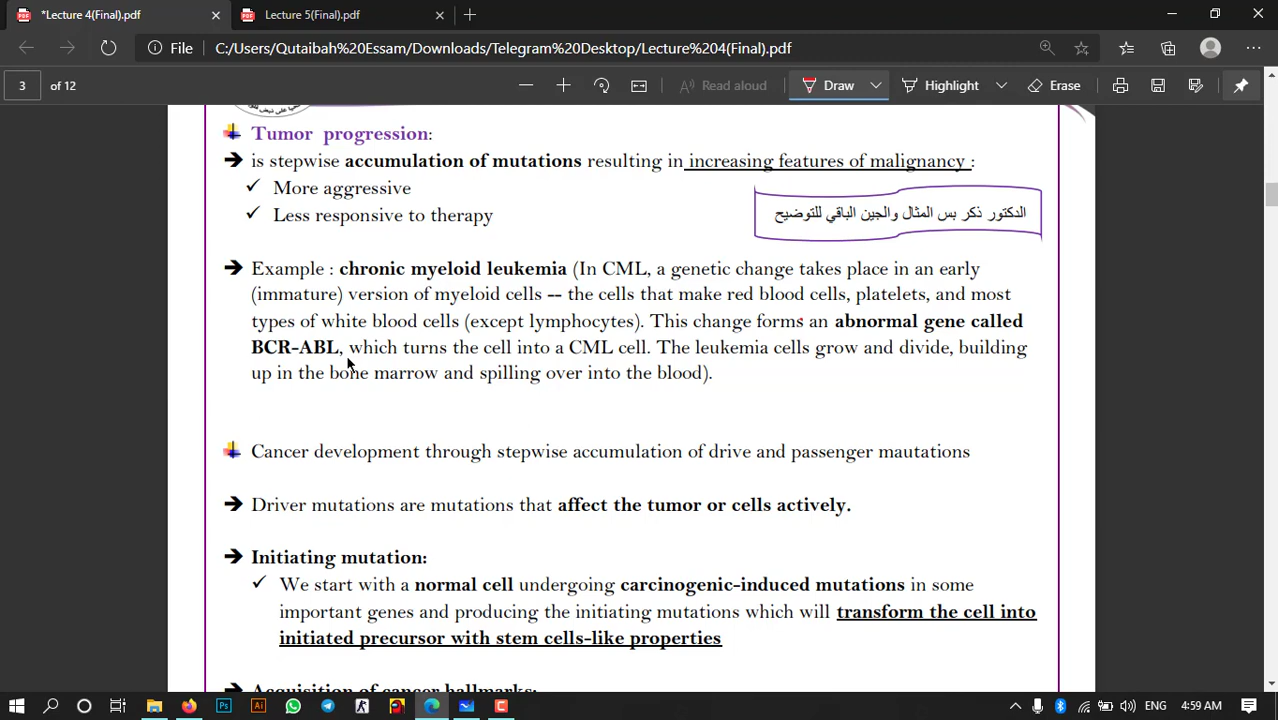 *Lecture 4(Final).pdf
Lecture 5(Final).pdf
File
C:/Users/Qutaibah%20Essam/Downloads/Telegram%20Desktop/Lecture%204(Final).pdf
3 of 12
Read aloud
Draw
Highlight
Erase
Tumor progression:
is stepwise accumulation of mutations resulting in increasing features of malignancy :
More aggressive
Less responsive to therapy
الدكتور ذكر بس المثال والجين الباقي للتوضيح
Example : chronic myeloid leukemia (In CML, a genetic change takes place in an early
(immature) version of myeloid cells -- the cells that make red blood cells, platelets, and most
types of white blood cells (except lymphocytes). This change forms an abnormal gene called
BCR-ABL, which turns the cell into a CML cell. The leukemia cells grow and divide, building
up in the bone marrow and spilling over into the blood).
Cancer development through stepwise accumulation of drive and passenger mautations
Driver mutations are mutations that affect the tumor or cells actively.
Initiating mutation:
We start with a normal cell undergoing carcinogenic-induced mutations in some
important genes and producing the initiating mutations which will transform the cell into
initiated precursor with stem cells-like properties
Acquisition of cancer hallmarks:
ENG
4:59 AM